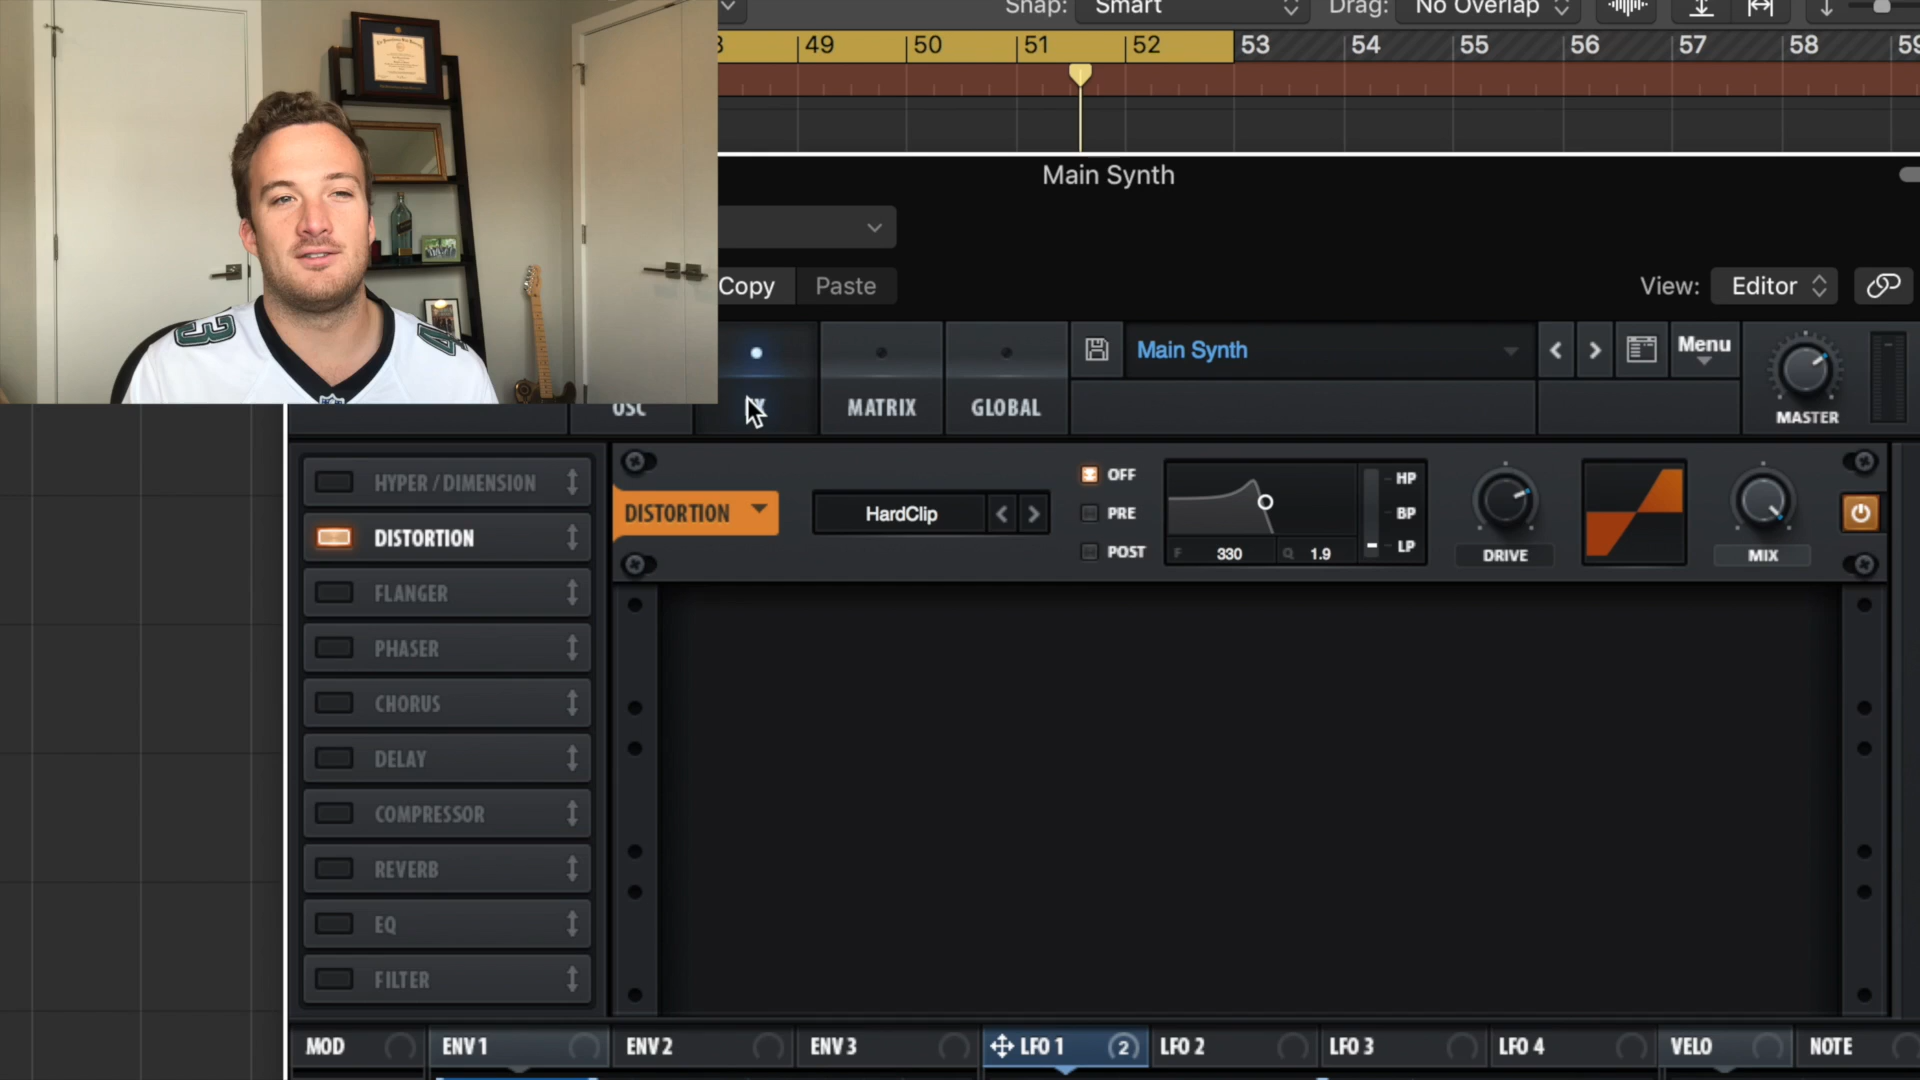 Snap: Smart Drag: No Overlap
49 50 51 52 53 54 55 56 57 58 59
Main Synth
Copy Paste View: Editor
OSC MATRIX GLOBAL Main Synth Menu MASTER
HYPER / DIMENSION
DISTORTION
FLANGER
PHASER
CHORUS
DELAY
COMPRESSOR
REVERB
EQ
FILTER
DISTORTION HardClip
OFF
PRE
POST
HP
BP
LP
F 330 Q 1.9
DRIVE
MIX
MOD ENV 1 ENV 2 ENV 3 LFO 1 2 LFO 2 LFO 3 LFO 4 VELO NOTE